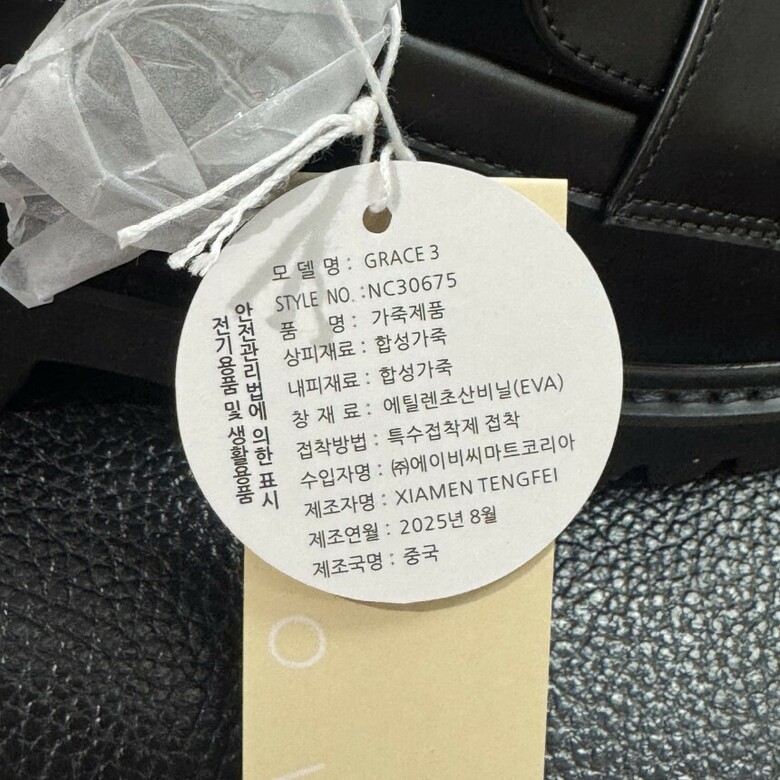 모 델 명 : GRACE 3
STYLE NO. : NC30675
품 명 : 가죽제품
상피재료 : 합성가죽
내피재료 : 합성가죽
창 재 료 : 에틸렌초산비닐(EVA)
접착방법 : 특수접착제 접착
수입자명 : ㈜에이비씨마트코리아
제조자명 : XIAMEN TENGFEI
제조연월 : 2025년 8월
제조국명 : 중국
전기용품 및 생활용품
안전관리법에 의한 표시
O